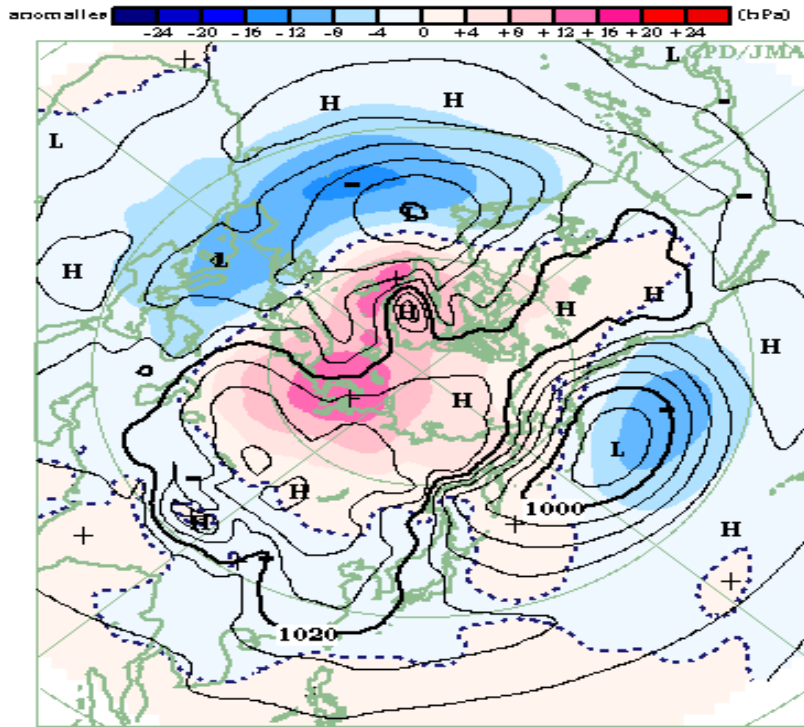 anomalies (hPa)
-24 -20 -16 -12 -8 -4 0 +4 +8 +12 +16 +20 +24
L CPD/JMA
+
H H
L
-
-
-
L
L
H
+
H
H
H
H
+
H
-
L
-
H
1000
+
H
+
H
+
1020